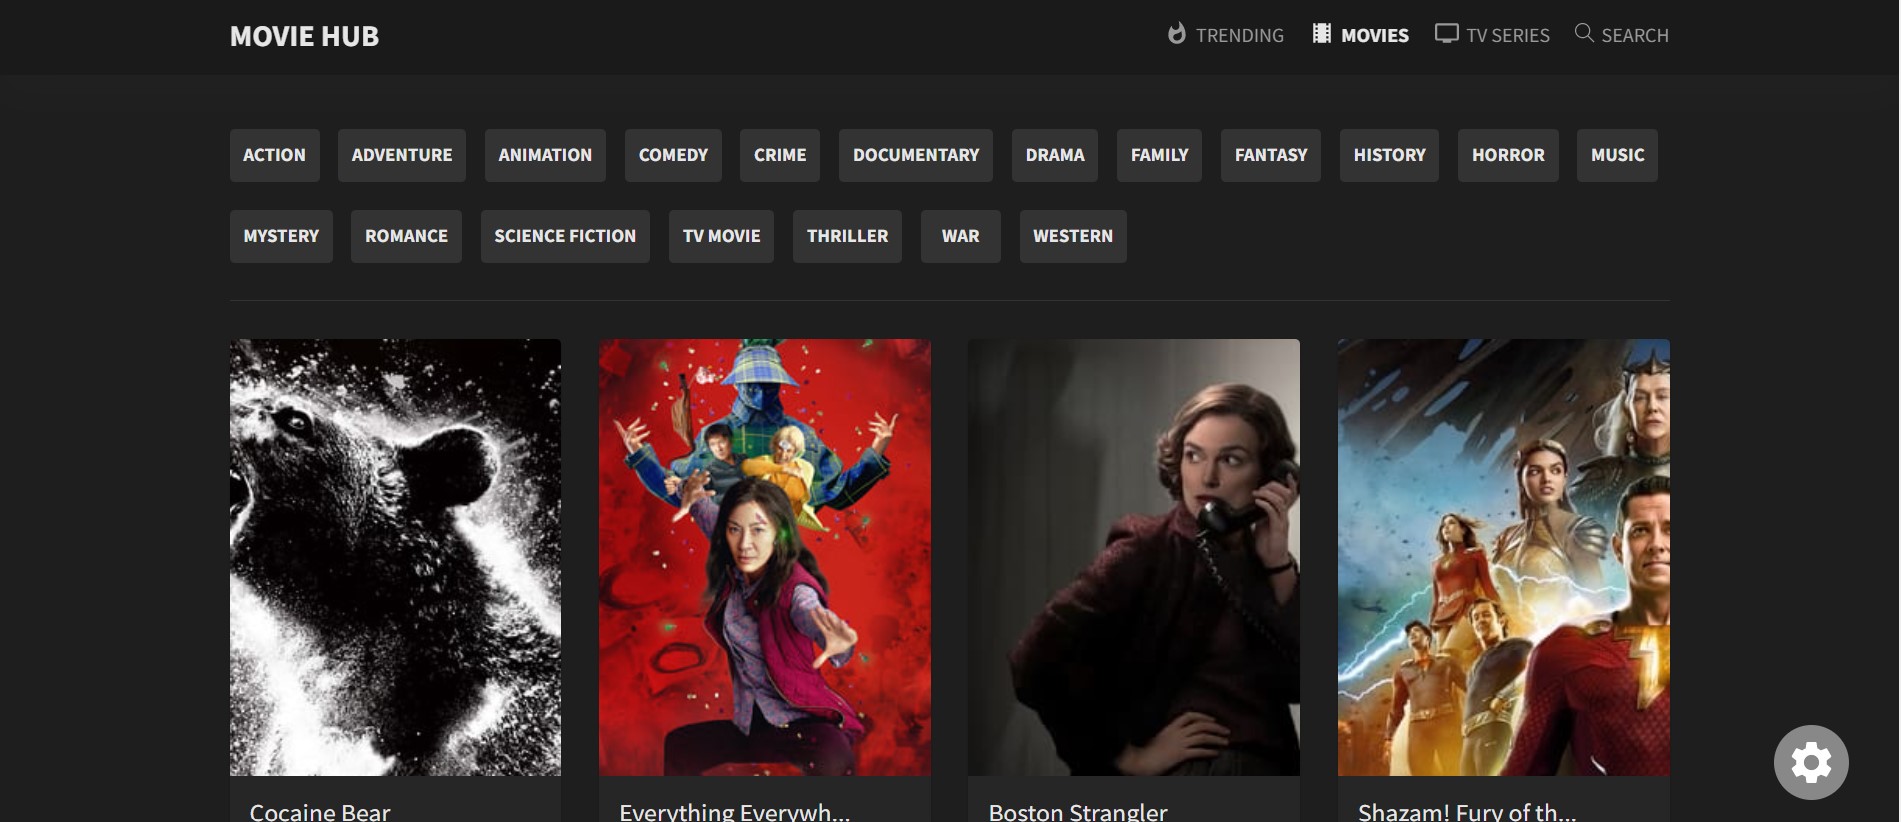 MOVIE HUB
TRENDING MOVIES TV SERIES SEARCH
ACTION ADVENTURE ANIMATION COMEDY CRIME DOCUMENTARY DRAMA FAMILY FANTASY HISTORY HORROR MUSIC
MYSTERY ROMANCE SCIENCE FICTION TV MOVIE THRILLER WAR WESTERN
Cocaine Bear
Everything Everywh...
Boston Strangler
Shazam! Fury of th...